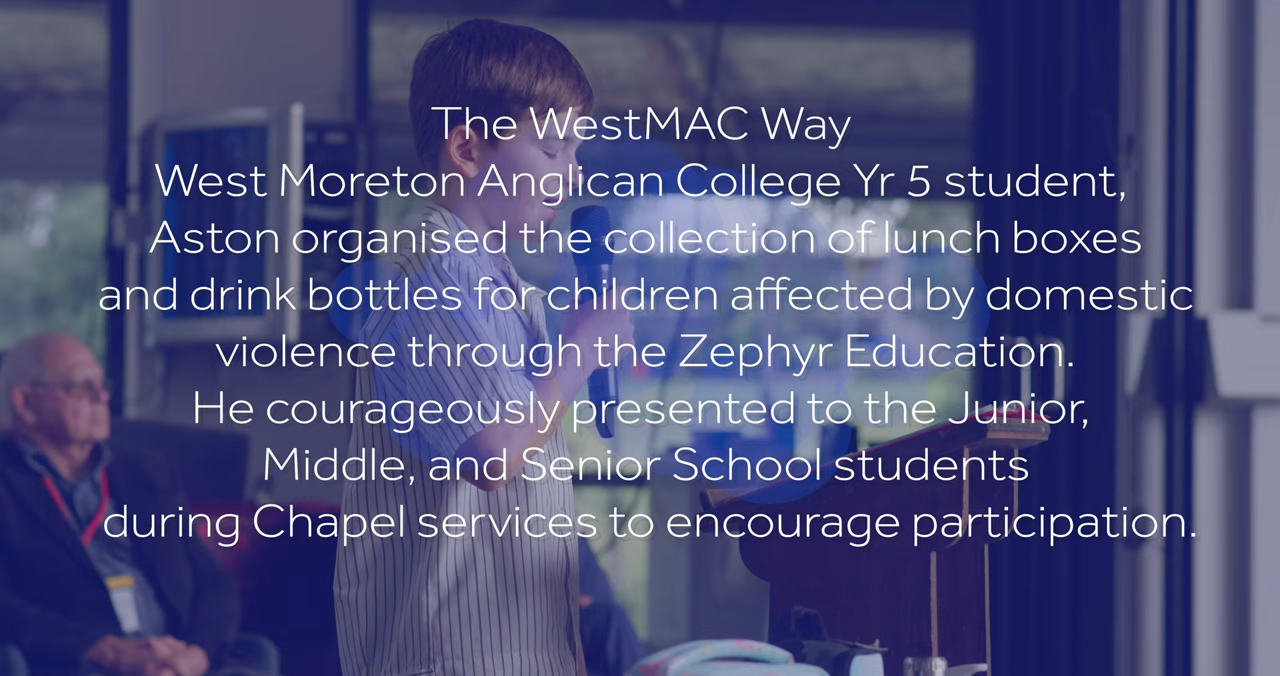 The WestMAC Way
West Moreton Anglican College Yr 5 student,
Aston organised the collection of lunch boxes
and drink bottles for children affected by domestic
violence through the Zephyr Education.
He courageously presented to the Junior,
Middle, and Senior School students
during Chapel services to encourage participation.